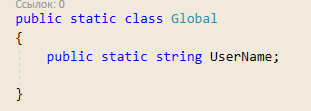 Ссылок: 0
public static class Global
{
public static string UserName;
}